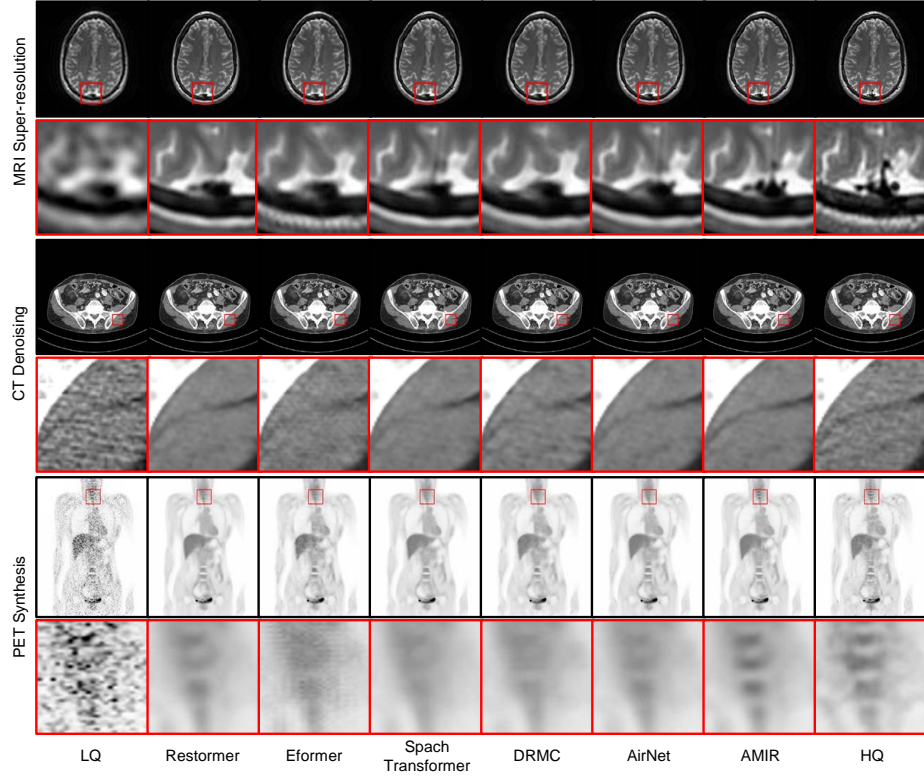 MRI Super-resolution
CT Denoising
PET Synthesis
LQ
Restormer
Eformer
Spach
Transformer
DRMC
AirNet
AMIR
HQ